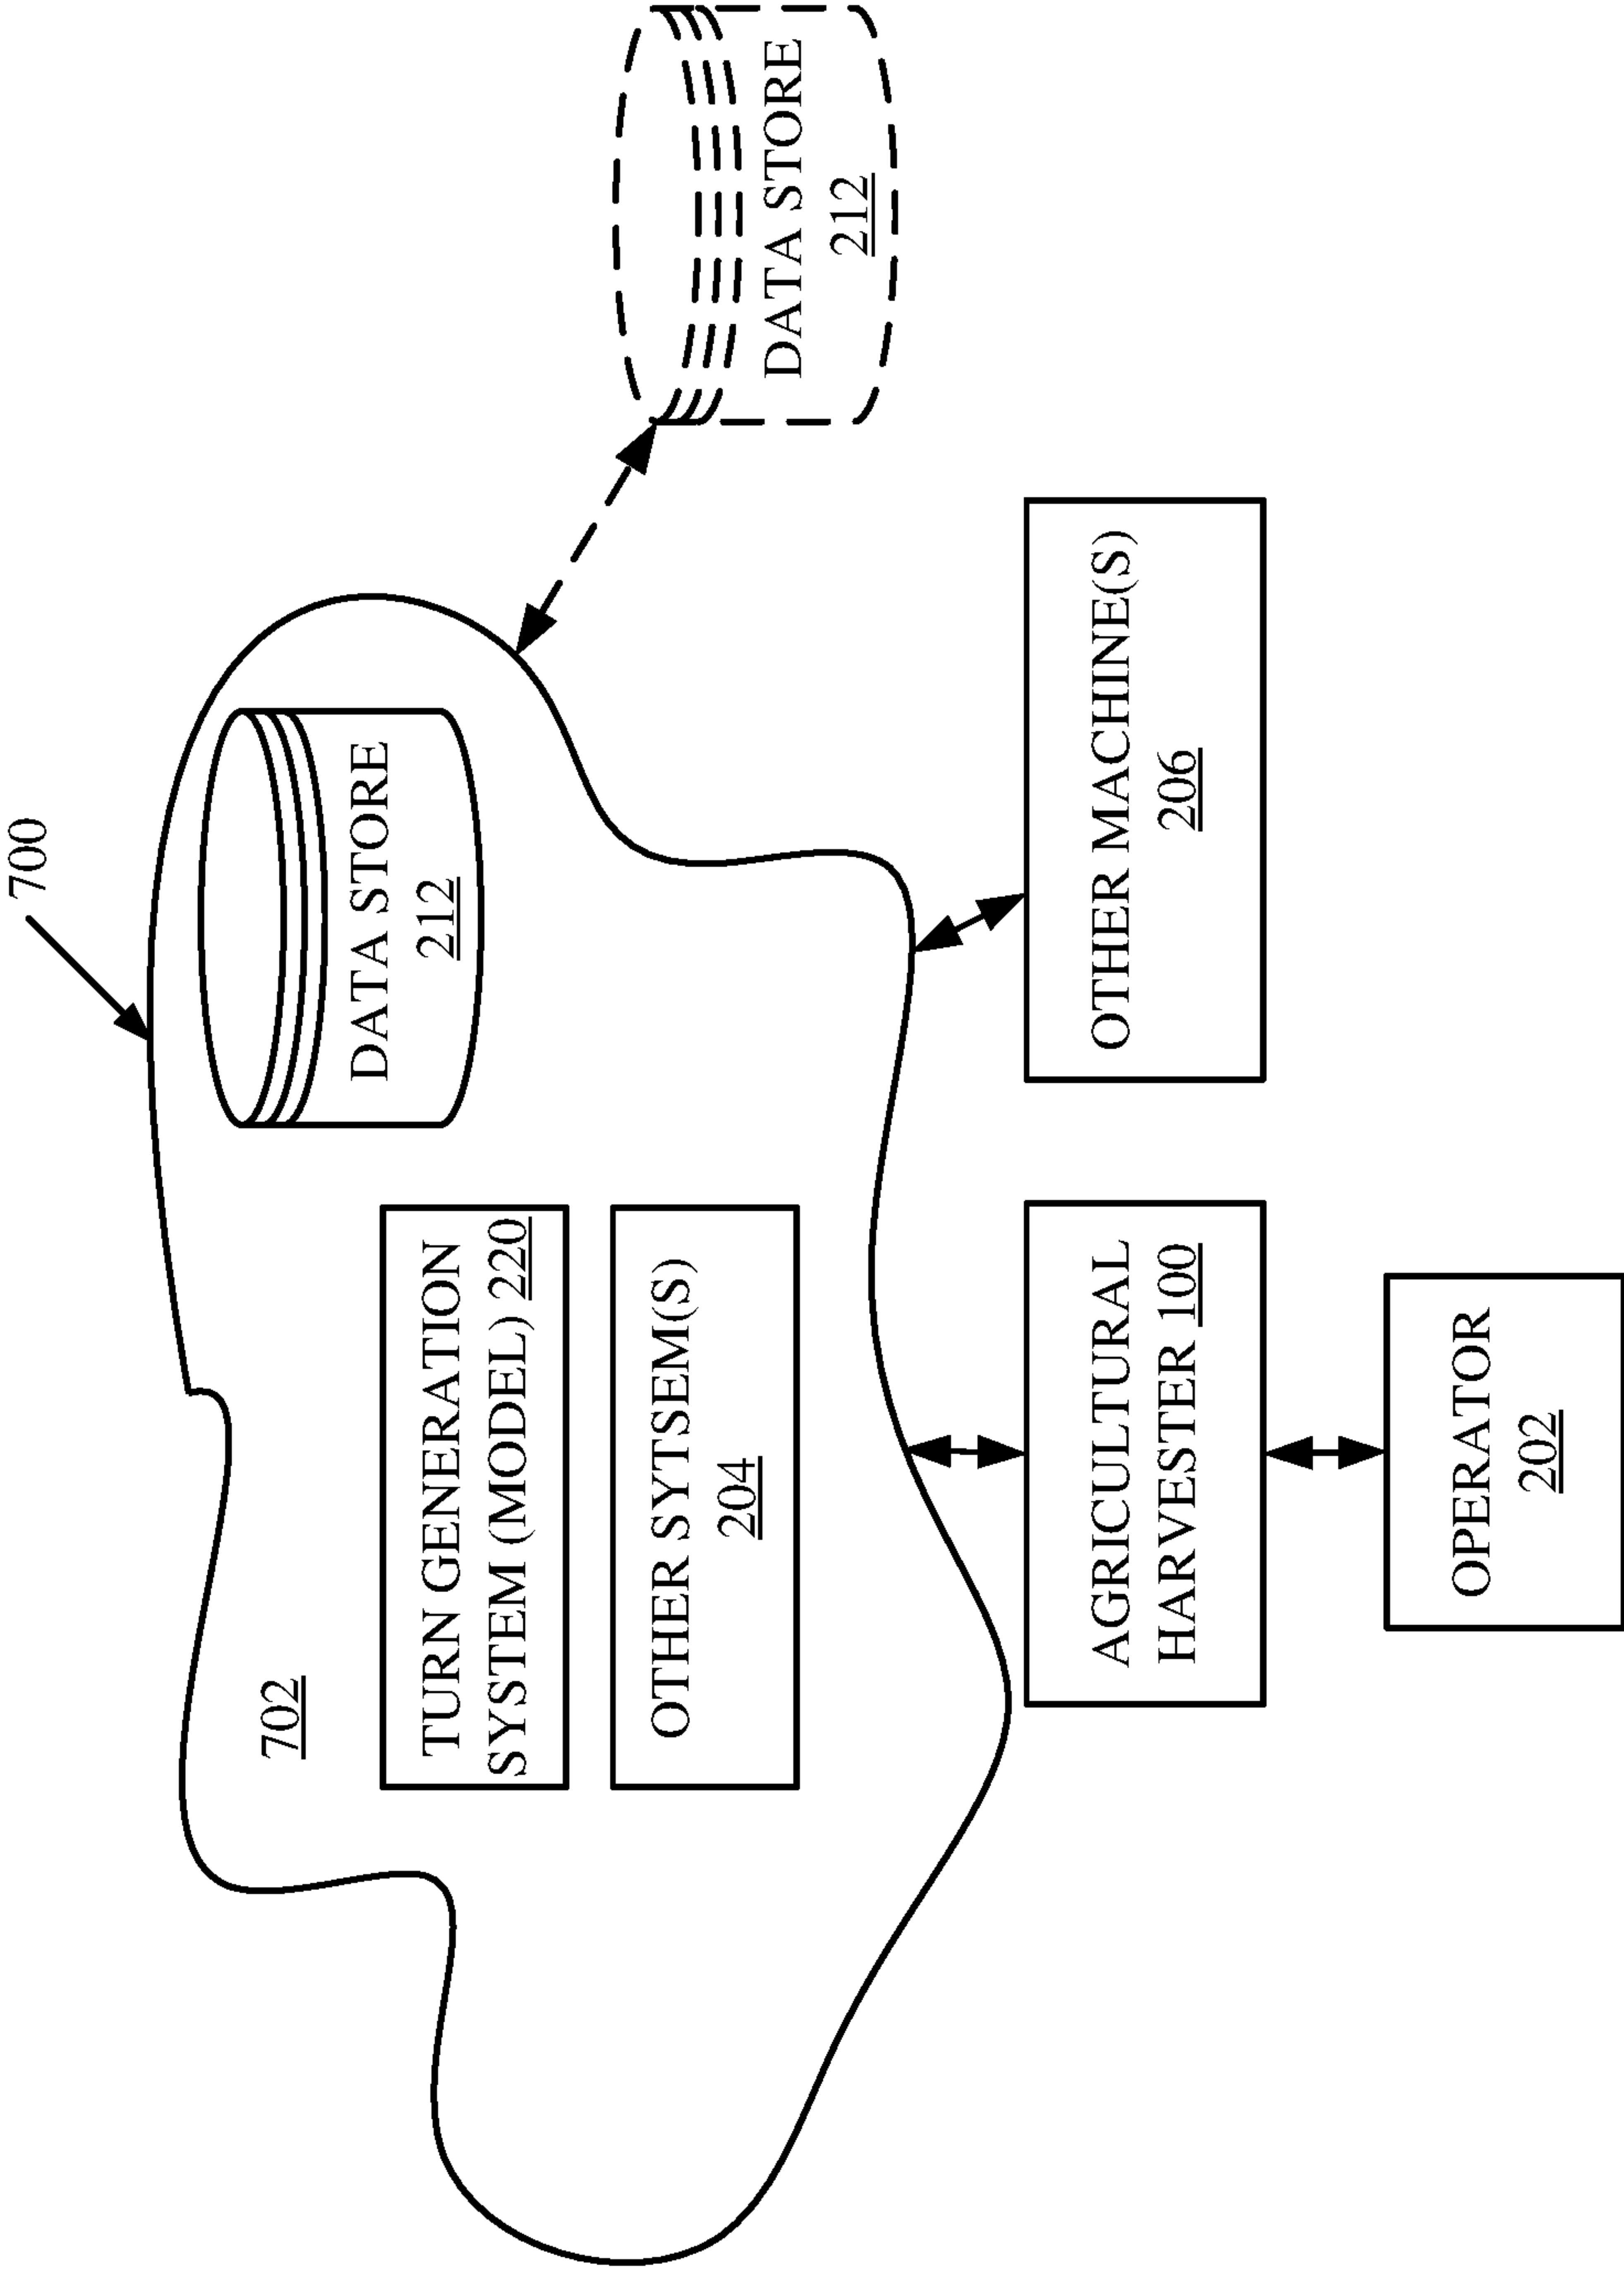 700
702
DATA STORE
212
TURN GENERATION
SYSTEM (MODEL) 220
OTHER SYTSEM(S)
204
DATA STORE
212
AGRICULTURAL
HARVESTER 100
OTHER MACHINE(S)
206
OPERATOR
202